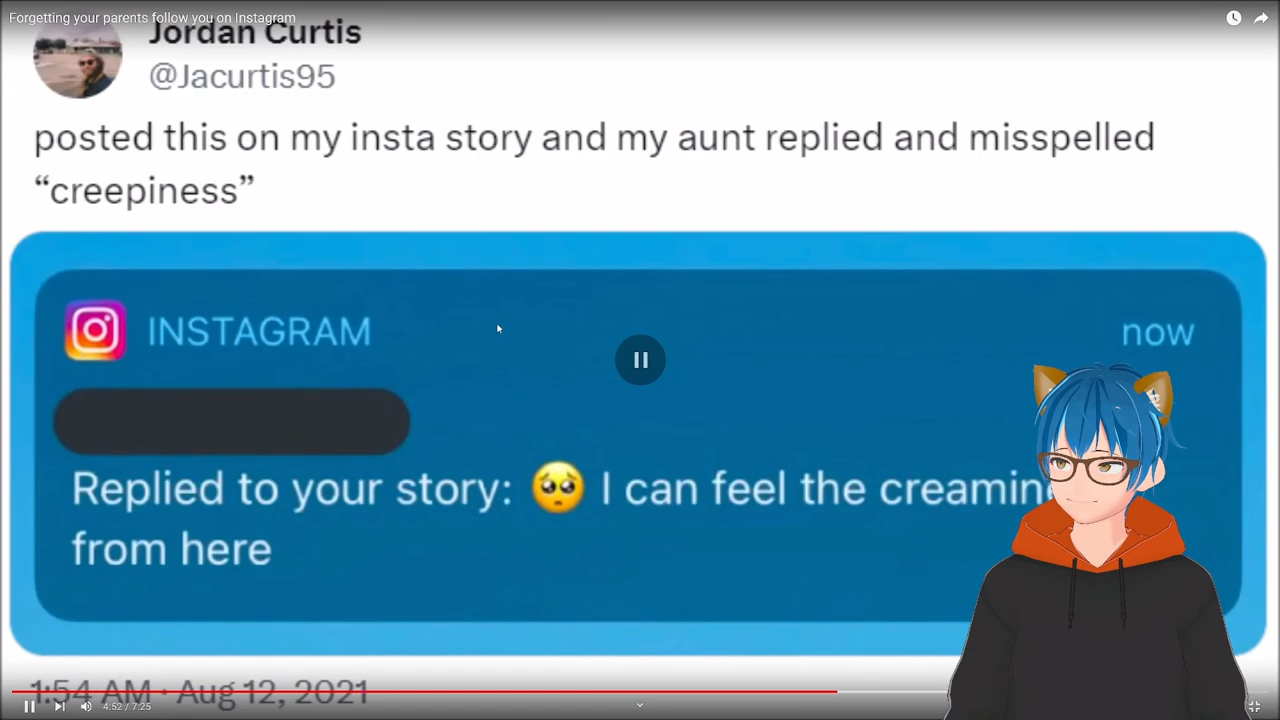 Forgetting your parents follow you on Instagram
Jordan Curtis
@Jacurtis95
posted this on my insta story and my aunt replied and misspelled
“creepiness”
INSTAGRAM
now
Replied to your story: 🥺 I can feel the
from here
1:54 AM · Aug 12, 2021
4:52 / 7:25